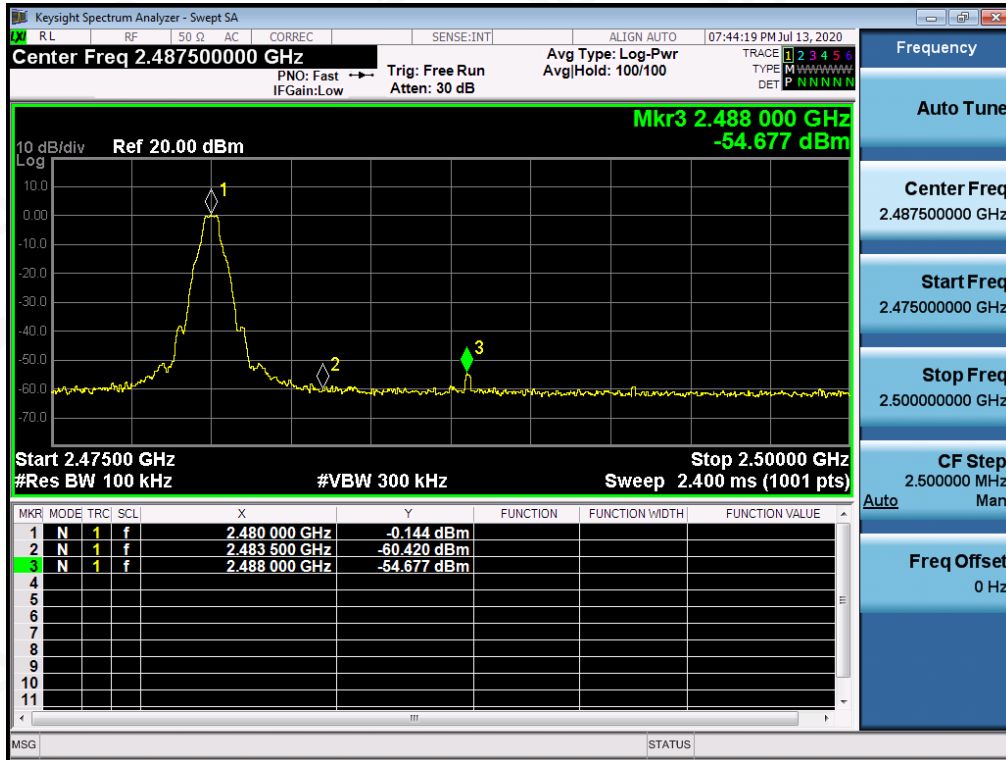 Keysight Spectrum Analyzer - Swept SA
LXI RL RF 50 Ω AC CORREC SENSE:INT ALIGN AUTO 07:44:19 PM Jul 13, 2020
Center Freq 2.487500000 GHz
PNO: Fast
IFGain:Low
Trig: Free Run
Atten: 30 dB
Avg Type: Log-Pwr
Avg|Hold: 100/100
TRACE 1 2 3 4 5 6
TYPE M W W W W W
DET P N N N N N
Mkr3 2.488 000 GHz
-54.677 dBm
10 dB/div Ref 20.00 dBm
Log
10.0
0.00
-10.0
-20.0
-30.0
-40.0
-50.0
-60.0
-70.0
1
2
3
Start 2.47500 GHz Stop 2.50000 GHz
#Res BW 100 kHz #VBW 300 kHz Sweep 2.400 ms (1001 pts)
MKR MODE TRC SCL X Y FUNCTION FUNCTION WIDTH FUNCTION VALUE
1 N 1 f 2.480 000 GHz -0.144 dBm
2 N 1 f 2.483 500 GHz -60.420 dBm
3 N 1 f 2.488 000 GHz -54.677 dBm
4
5
6
7
8
9
10
11
MSG STATUS
Frequency
Auto Tune
Center Freq
2.487500000 GHz
Start Freq
2.475000000 GHz
Stop Freq
2.500000000 GHz
CF Step
2.500000 MHz
Auto Man
Freq Offset
0 Hz